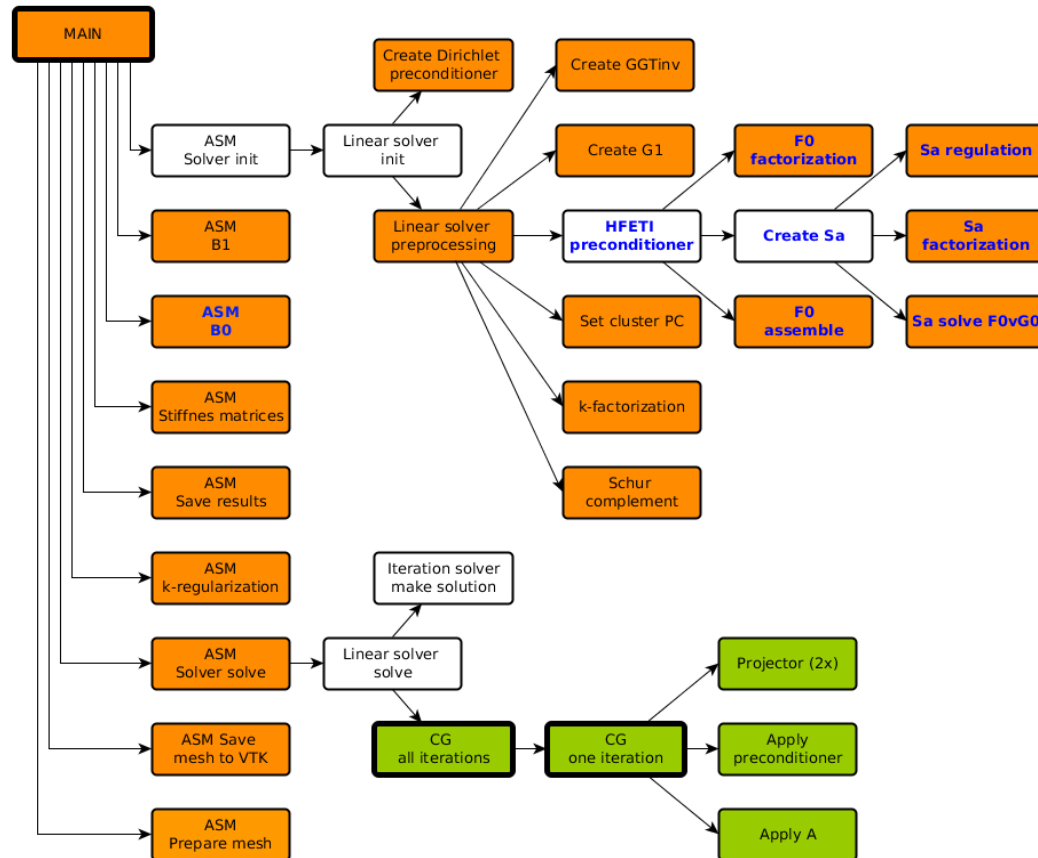 MAIN
Create Dirichlet
preconditioner
Create GGTinv
ASM
Solver init
Linear solver
init
Create G1
F0
factorization
Sa regulation
ASM
B1
Linear solver
preprocessing
HFETI
preconditioner
Create Sa
Sa
factorization
ASM
B0
Set cluster PC
F0
assemble
Sa solve F0vG0
ASM
Stiffnes matrices
k-factorization
ASM
Save results
Schur
complement
ASM
k-regularization
Iteration solver
make solution
ASM
Solver solve
Linear solver
solve
Projector (2x)
ASM Save
mesh to VTK
CG
all iterations
CG
one iteration
Apply
preconditioner
ASM
Prepare mesh
Apply A